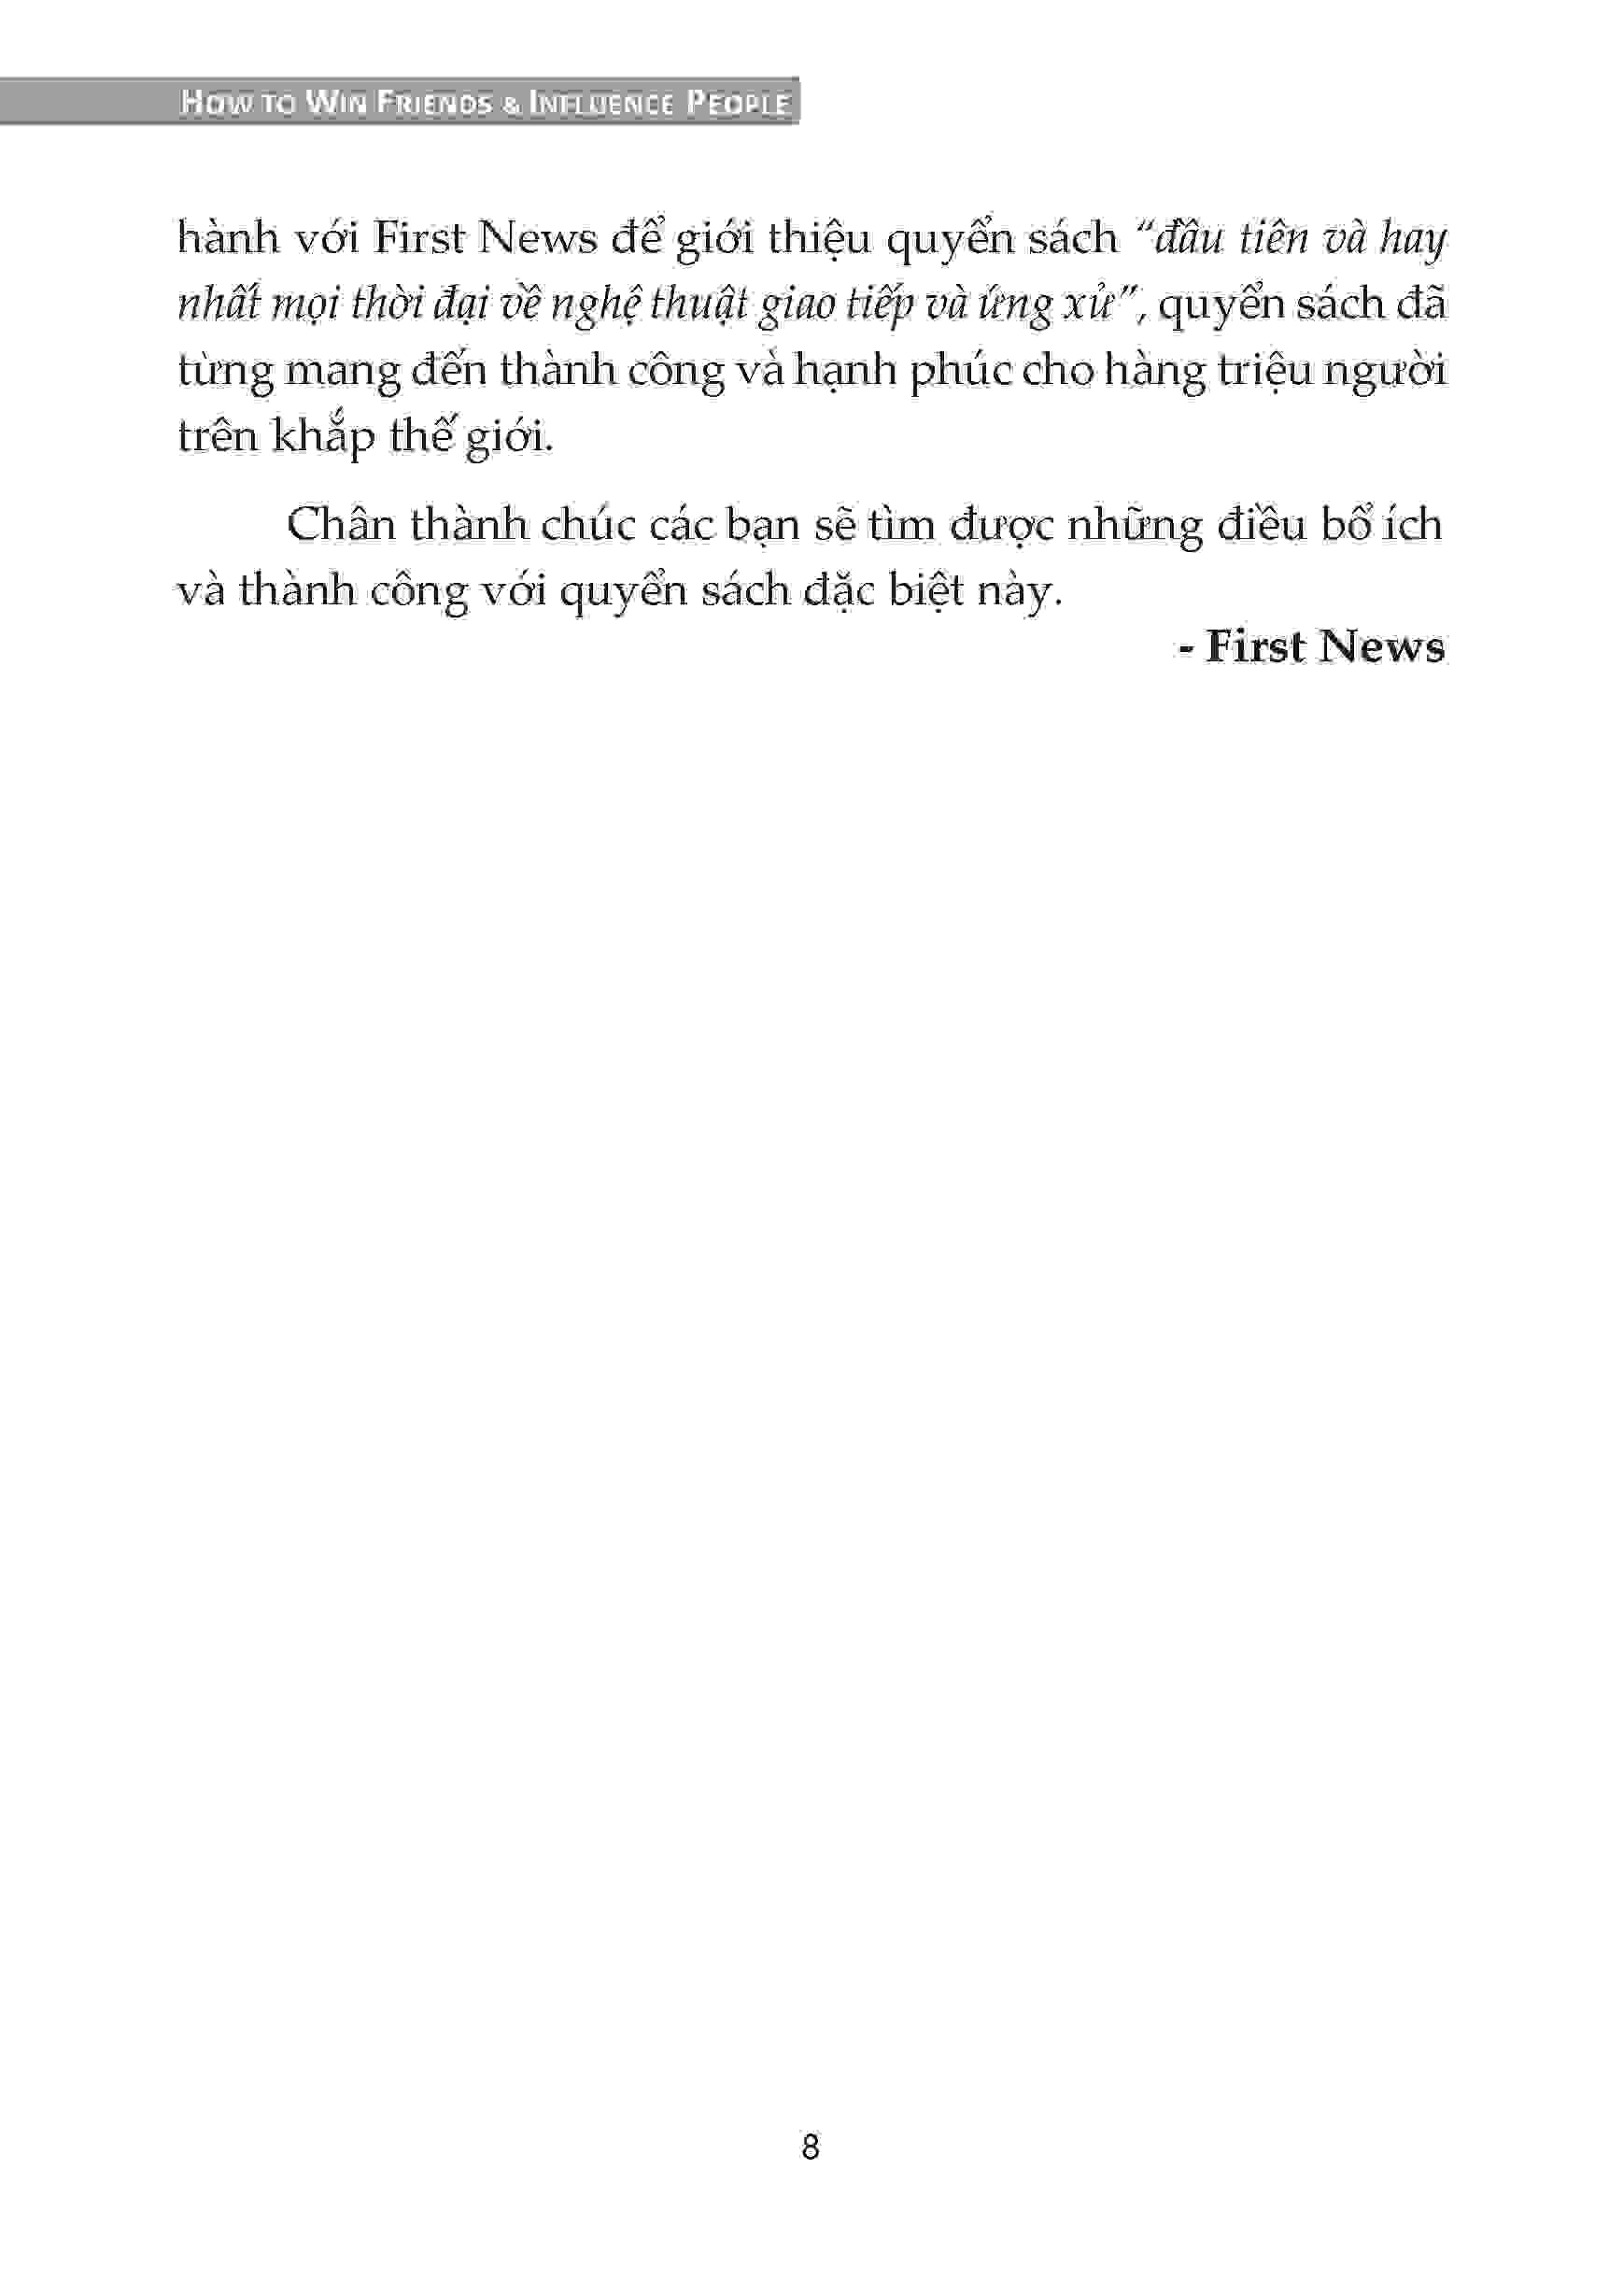 HOW TO WIN FRIENDS & INFLUENCE PEOPLE
hành với First News để giới thiệu quyển sách “đầu tiên và hay
nhất mọi thời đại về nghệ thuật giao tiếp và ứng xử”, quyển sách đã
từng mang đến thành công và hạnh phúc cho hàng triệu người
trên khắp thế giới.
Chân thành chúc các bạn sẽ tìm được những điều bổ ích
và thành công với quyển sách đặc biệt này.
- First News
8